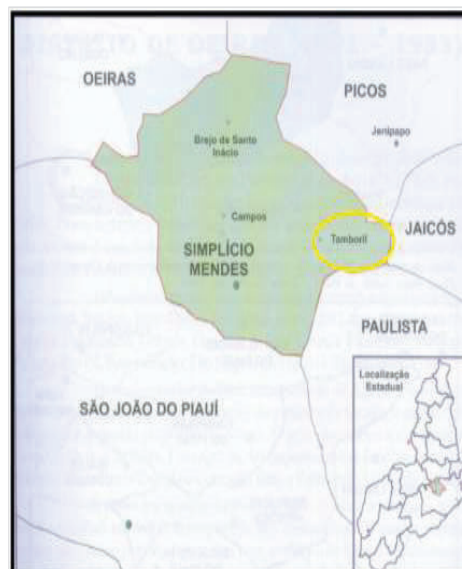 OEIRAS
PICOS
Jenipapo
Brejo de Santo
Inácio
Campos
SIMPLÍCIO
MENDES
Tamboril
JAICÓS
PAULISTA
Localização
Estadual
SÃO JOÃO DO PIAUÍ